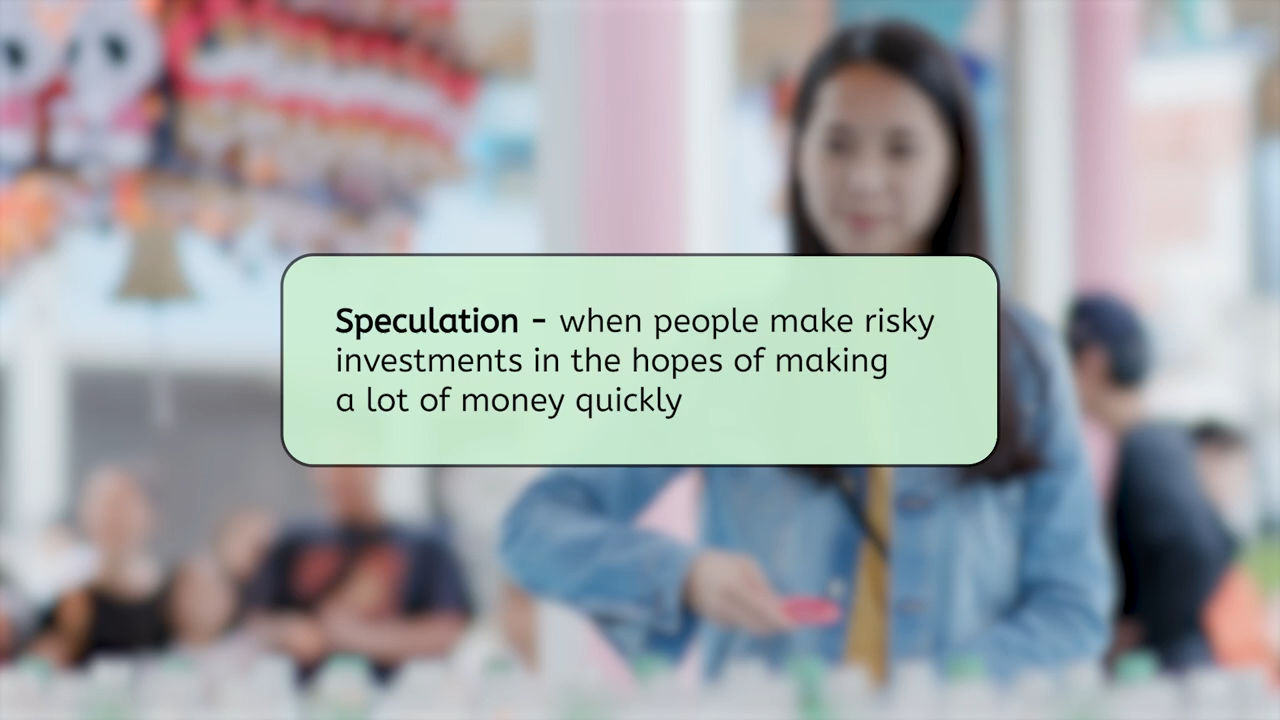 Speculation - when people make risky
investments in the hopes of making
a lot of money quickly